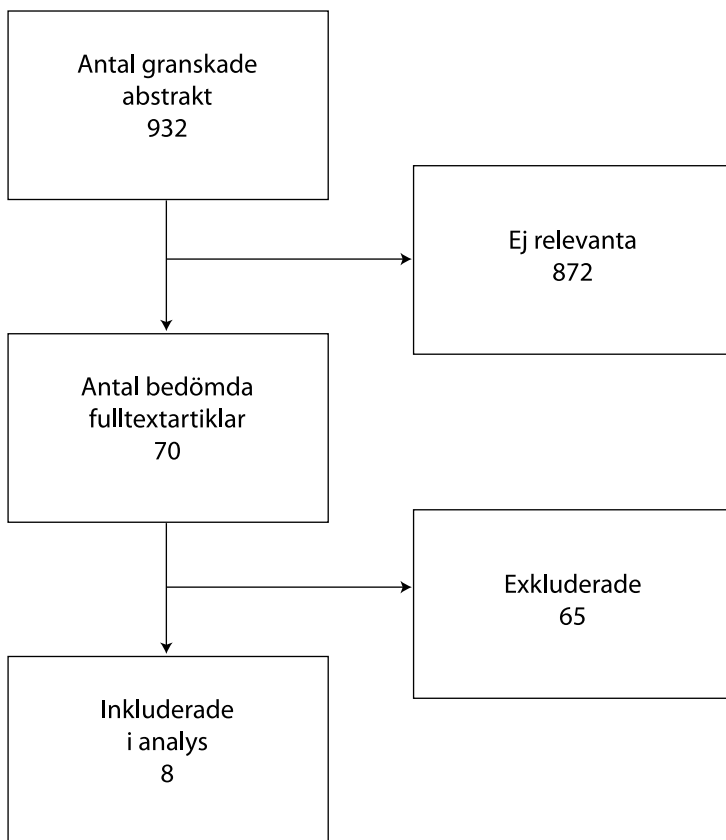 Antal granskade
abstrakt
932
Ej relevanta
872
Antal bedömda
fulltextartiklar
70
Exkluderade
65
Inkluderade
i analys
8